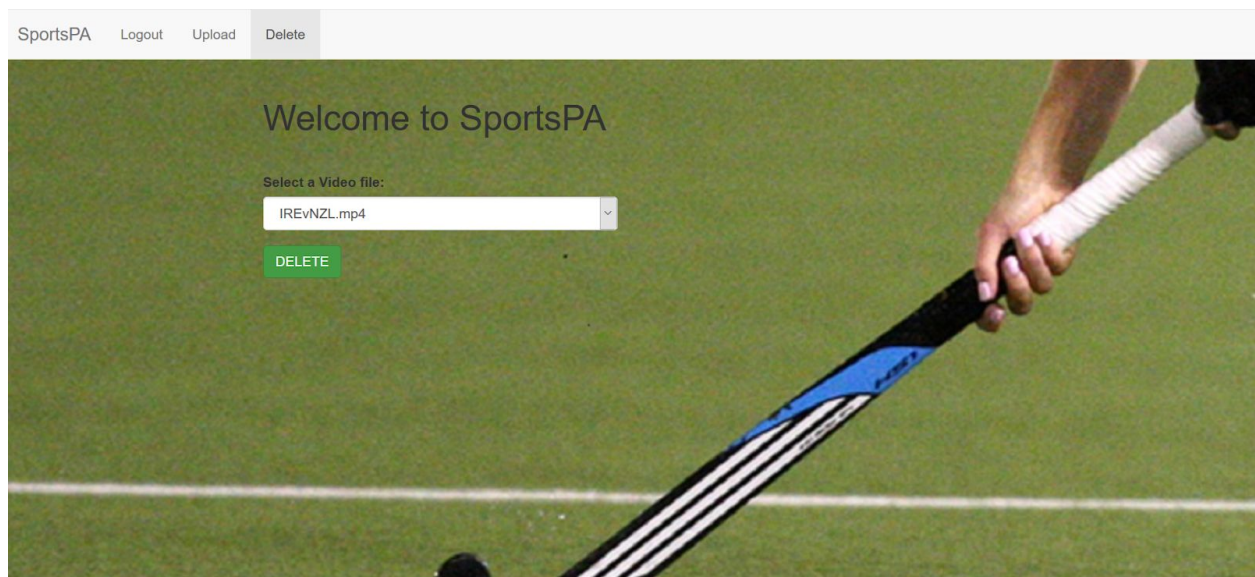 SportsPA Logout Upload Delete
Welcome to SportsPA
Select a Video file:
IREvNZL.mp4
DELETE